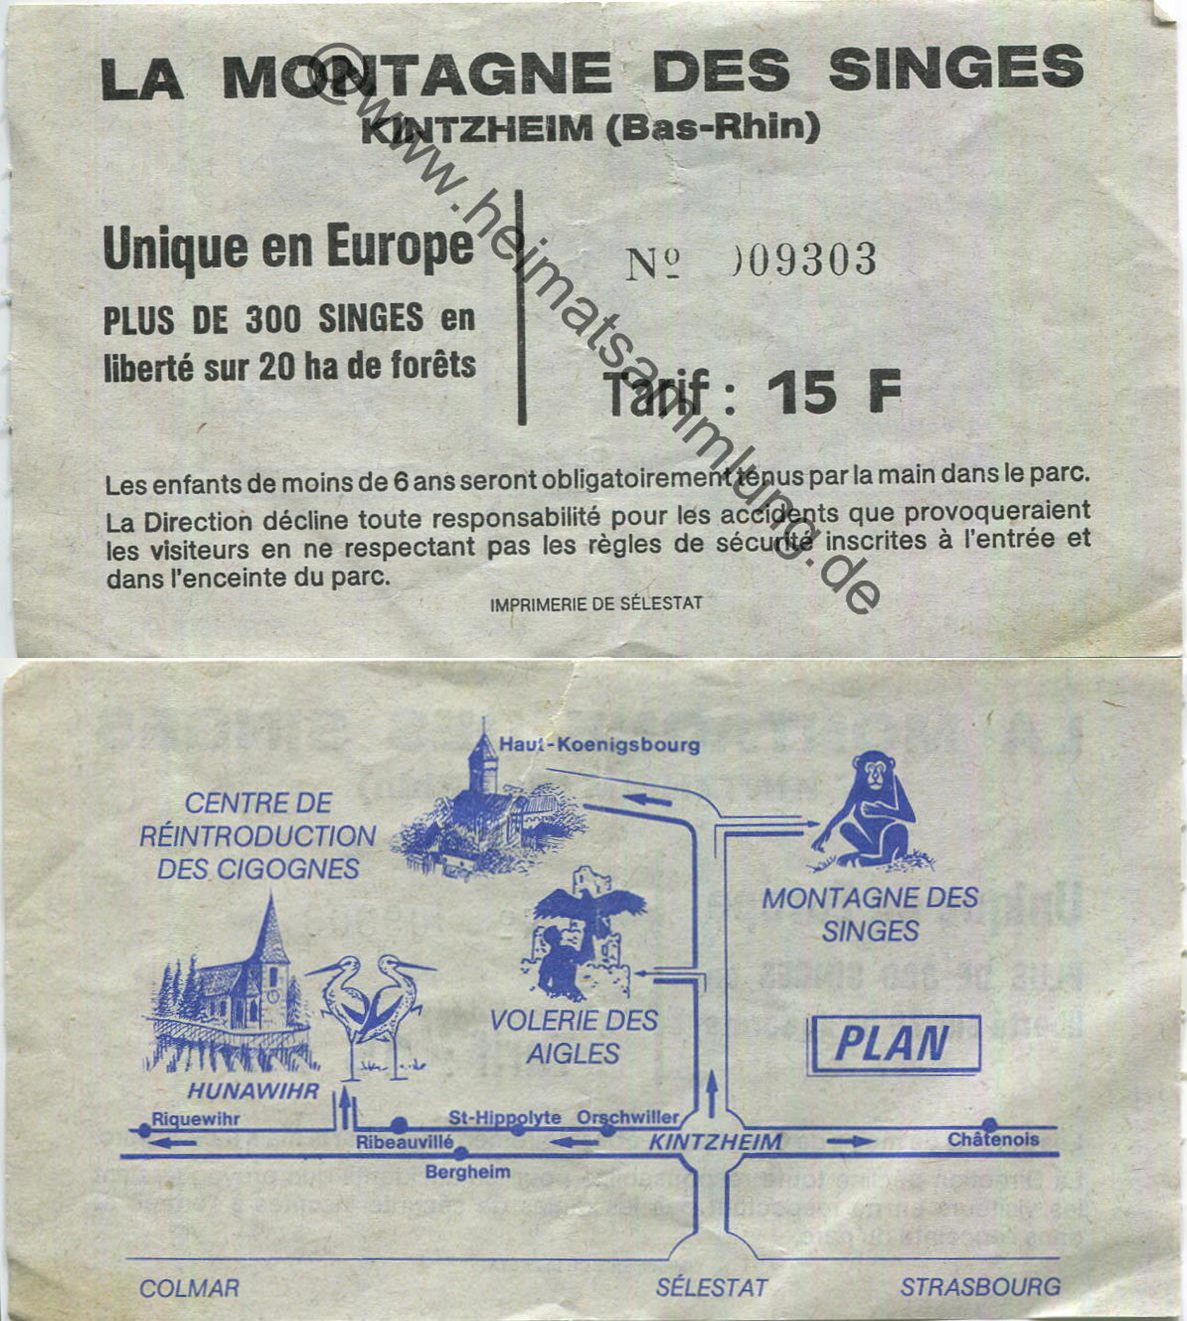 LA MONTAGNE DES SINGES
KINTZHEIM (Bas-Rhin)
Unique en Europe
PLUS DE 300 SINGES en
liberté sur 20 ha de forêts
Nº 009303
Tarif : 15 F
Les enfants de moins de 6 ans seront obligatoirement ténus par la main dans le parc.
La Direction décline toute responsabilité pour les accidents que provoqueraient
les visiteurs en ne respectant pas les règles de sécurité inscrites à l'entrée et
dans l'enceinte du parc.
IMPRIMERIE DE SÉLESTAT
©www.heimatsammlung.de
Haut-Koenigsbourg
CENTRE DE
RÉINTRODUCTION
DES CIGOGNES
MONTAGNE DES
SINGES
VOLERIE DES
AIGLES
PLAN
HUNAWIHR
Riquewihr
Ribeauvillé
Bergheim
St-Hippolyte
Orschwiller
KINTZHEIM
Châtenois
COLMAR
SÉLESTAT
STRASBOURG